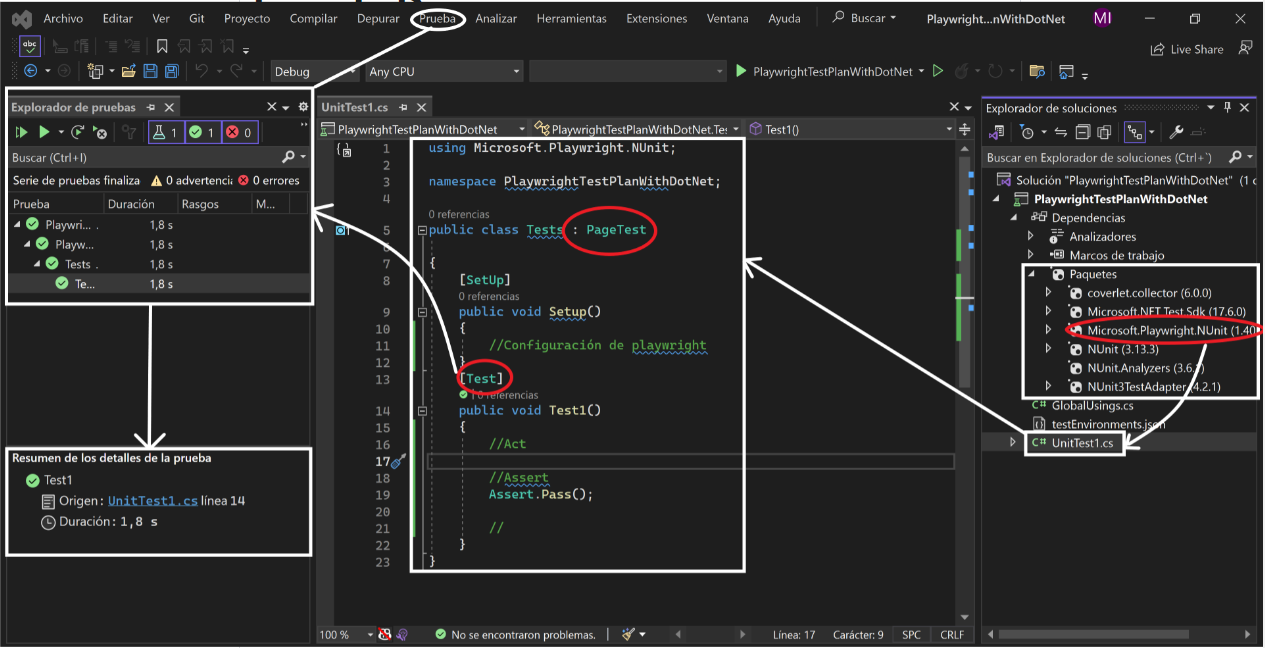 Archivo Editar Ver Git Proyecto Compilar Depurar Prueba Analizar Herramientas Extensiones Ventana Ayuda Buscar Playwright...nWithDotNet MI
abc
Live Share
Debug Any CPU PlaywrightTestPlanWithDotNet
Explorador de pruebas
1 1 0
Buscar (Ctrl+I)
Serie de pruebas finaliza 0 advertencia 0 errores
Prueba Duración Rasgos M...
Playwri... 1,8 s
Playw... 1,8 s
Tests . 1,8 s
Te... 1,8 s
Resumen de los detalles de la prueba
Test1
Origen: UnitTest1.cs línea 14
Duración: 1,8 s
UnitTest1.cs
PlaywrightTestPlanWithDotNet PlaywrightTestPlanWithDotNet.Tes Test1()
1 using Microsoft.Playwright.NUnit;
2
3 namespace PlaywrightTestPlanWithDotNet;
4
0 referencias
5 public class Tests : PageTest
6
7 {
8 [SetUp]
0 referencias
9 public void Setup()
10 {
11 //Configuración de playwright
12 }
13 [Test]
0 referencias
14 public void Test1()
15 {
16 //Act
17
18 //Assert
19 Assert.Pass();
20
21 //
22 }
23 }
100 % No se encontraron problemas. Línea: 17 Carácter: 9 SPC CRLF
Explorador de soluciones
Buscar en Explorador de soluciones (Ctrl+`)
Solución "PlaywrightTestPlanWithDotNet" (1 c
PlaywrightTestPlanWithDotNet
Dependencias
Analizadores
Marcos de trabajo
Paquetes
coverlet.collector (6.0.0)
Microsoft.NET.Test.Sdk (17.6.0)
Microsoft.Playwright.NUnit (1.40
NUnit (3.13.3)
NUnit.Analyzers (3.6.1)
NUnit3TestAdapter (4.2.1)
C# GlobalUsings.cs
testEnvironments.json
C# UnitTest1.cs